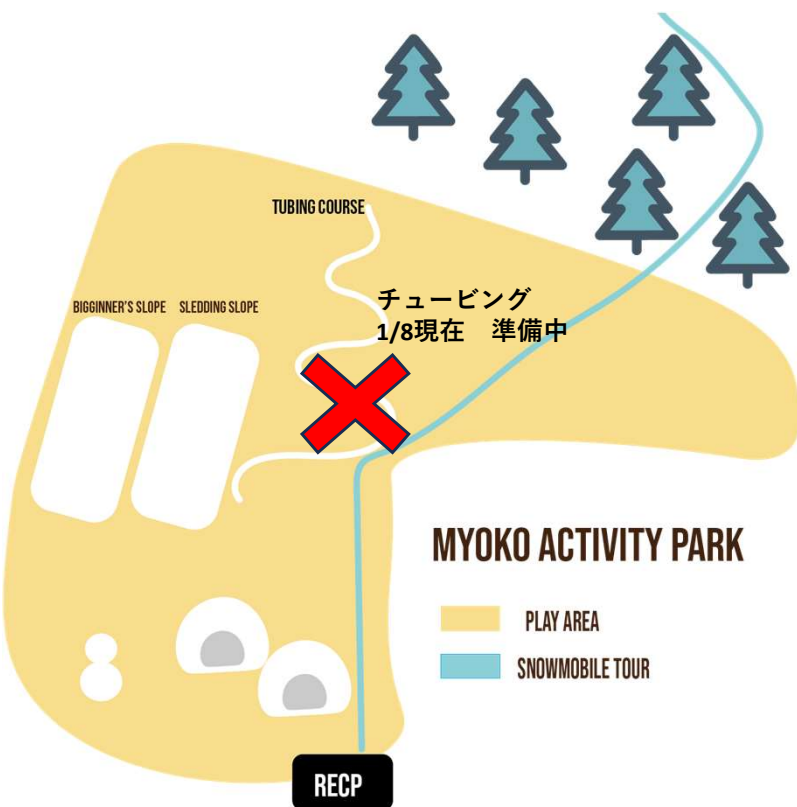 TUBING COURSE
チュービング
1/8現在　準備中
BIGGINER'S SLOPE
SLEDDING SLOPE
MYOKO ACTIVITY PARK
PLAY AREA
SNOWMOBILE TOUR
RECP